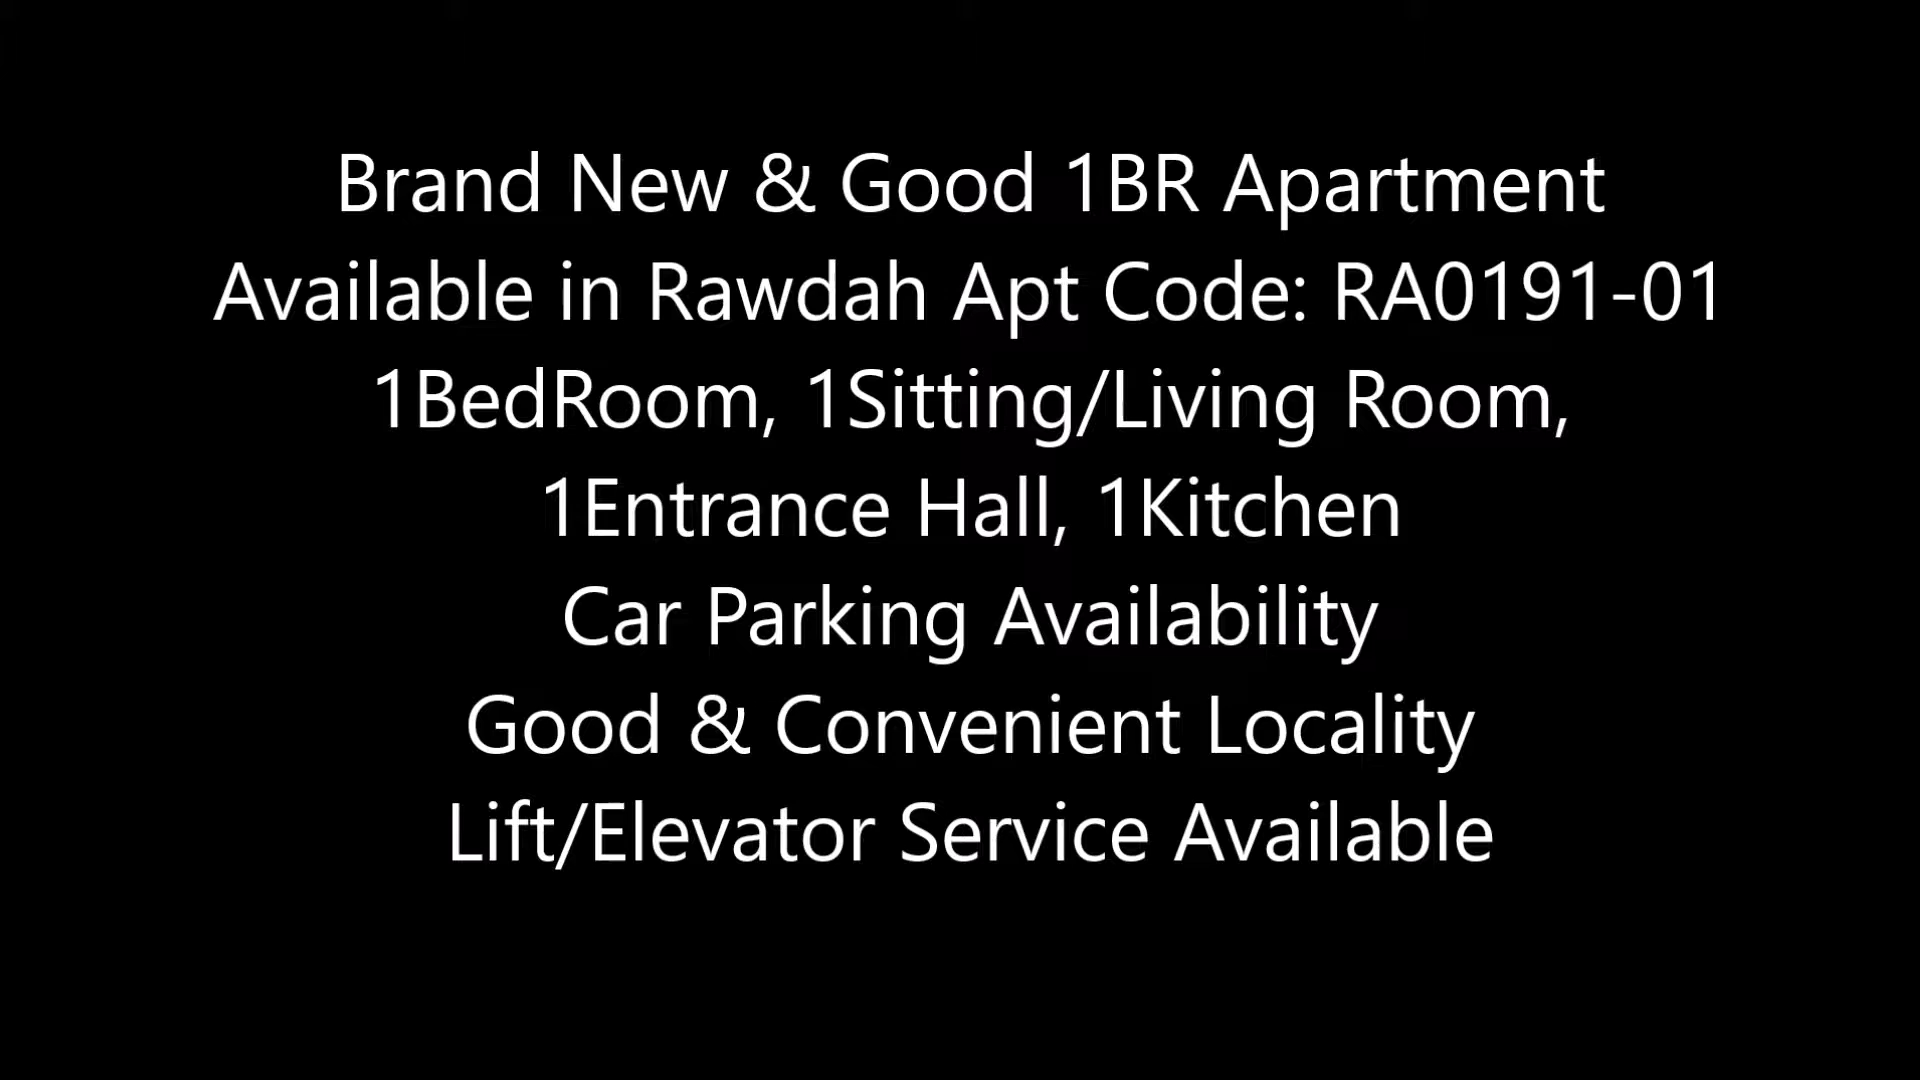 Brand New & Good 1BR Apartment
Available in Rawdah Apt Code: RA0191-01
1BedRoom, 1Sitting/Living Room,
1Entrance Hall, 1Kitchen
Car Parking Availability
Good & Convenient Locality
Lift/Elevator Service Available